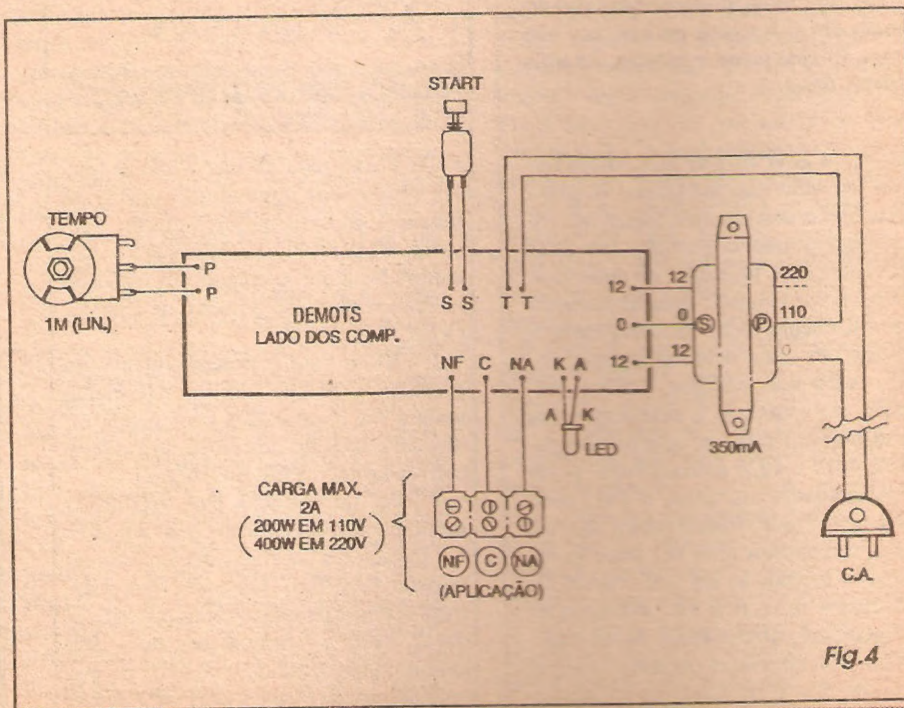 START
TEMPO
1M (LIN.)
P
P
DEMOTS
LADO DOS COMP.
S S T T
NF C NA K A
12
0
12
12
0
12
S
P
220
110
0
350mA
A K
LED
CARGA MAX.
2A
(200W EM 110V
400W EM 220V)
NF C NA
(APLICAÇÃO)
C.A.
Fig.4